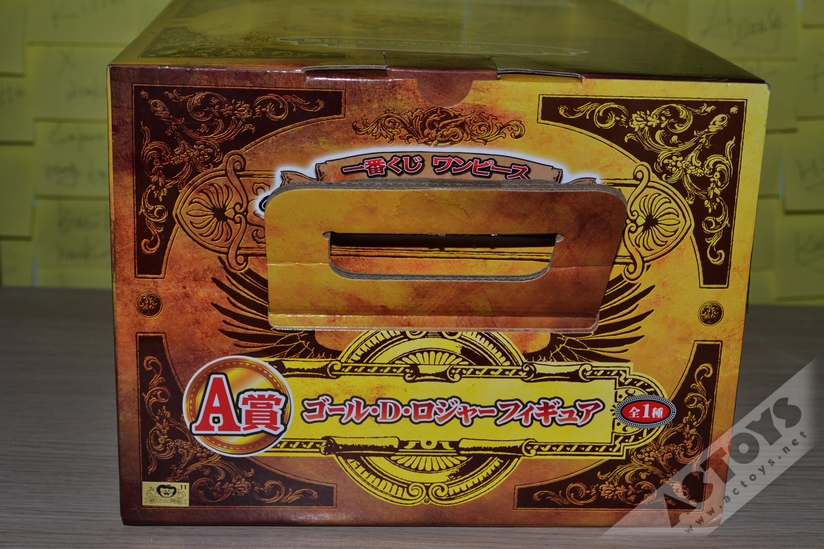 一番くじ ワンピース
A賞
ゴール・D・ロジャーフィギュア
全1種
11
ACTOYS
www.actoys.net